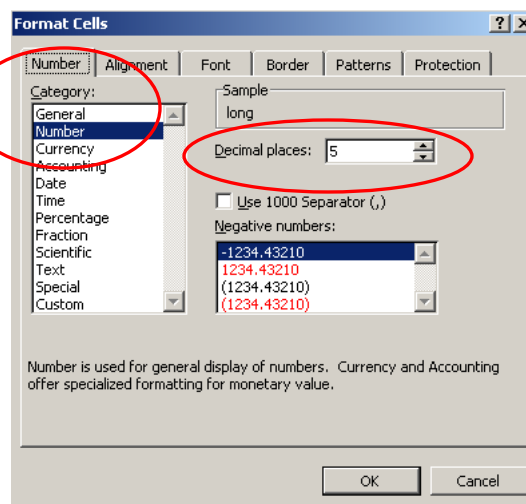 Format Cells
Number Alignment Font Border Patterns Protection
Category:
General
Number
Currency
Accounting
Date
Time
Percentage
Fraction
Scientific
Text
Special
Custom
Sample
long
Decimal places: 5
Use 1000 Separator (,)
Negative numbers:
-1234.43210
1234.43210
(1234.43210)
(1234.43210)
Number is used for general display of numbers. Currency and Accounting
offer specialized formatting for monetary value.
OK Cancel